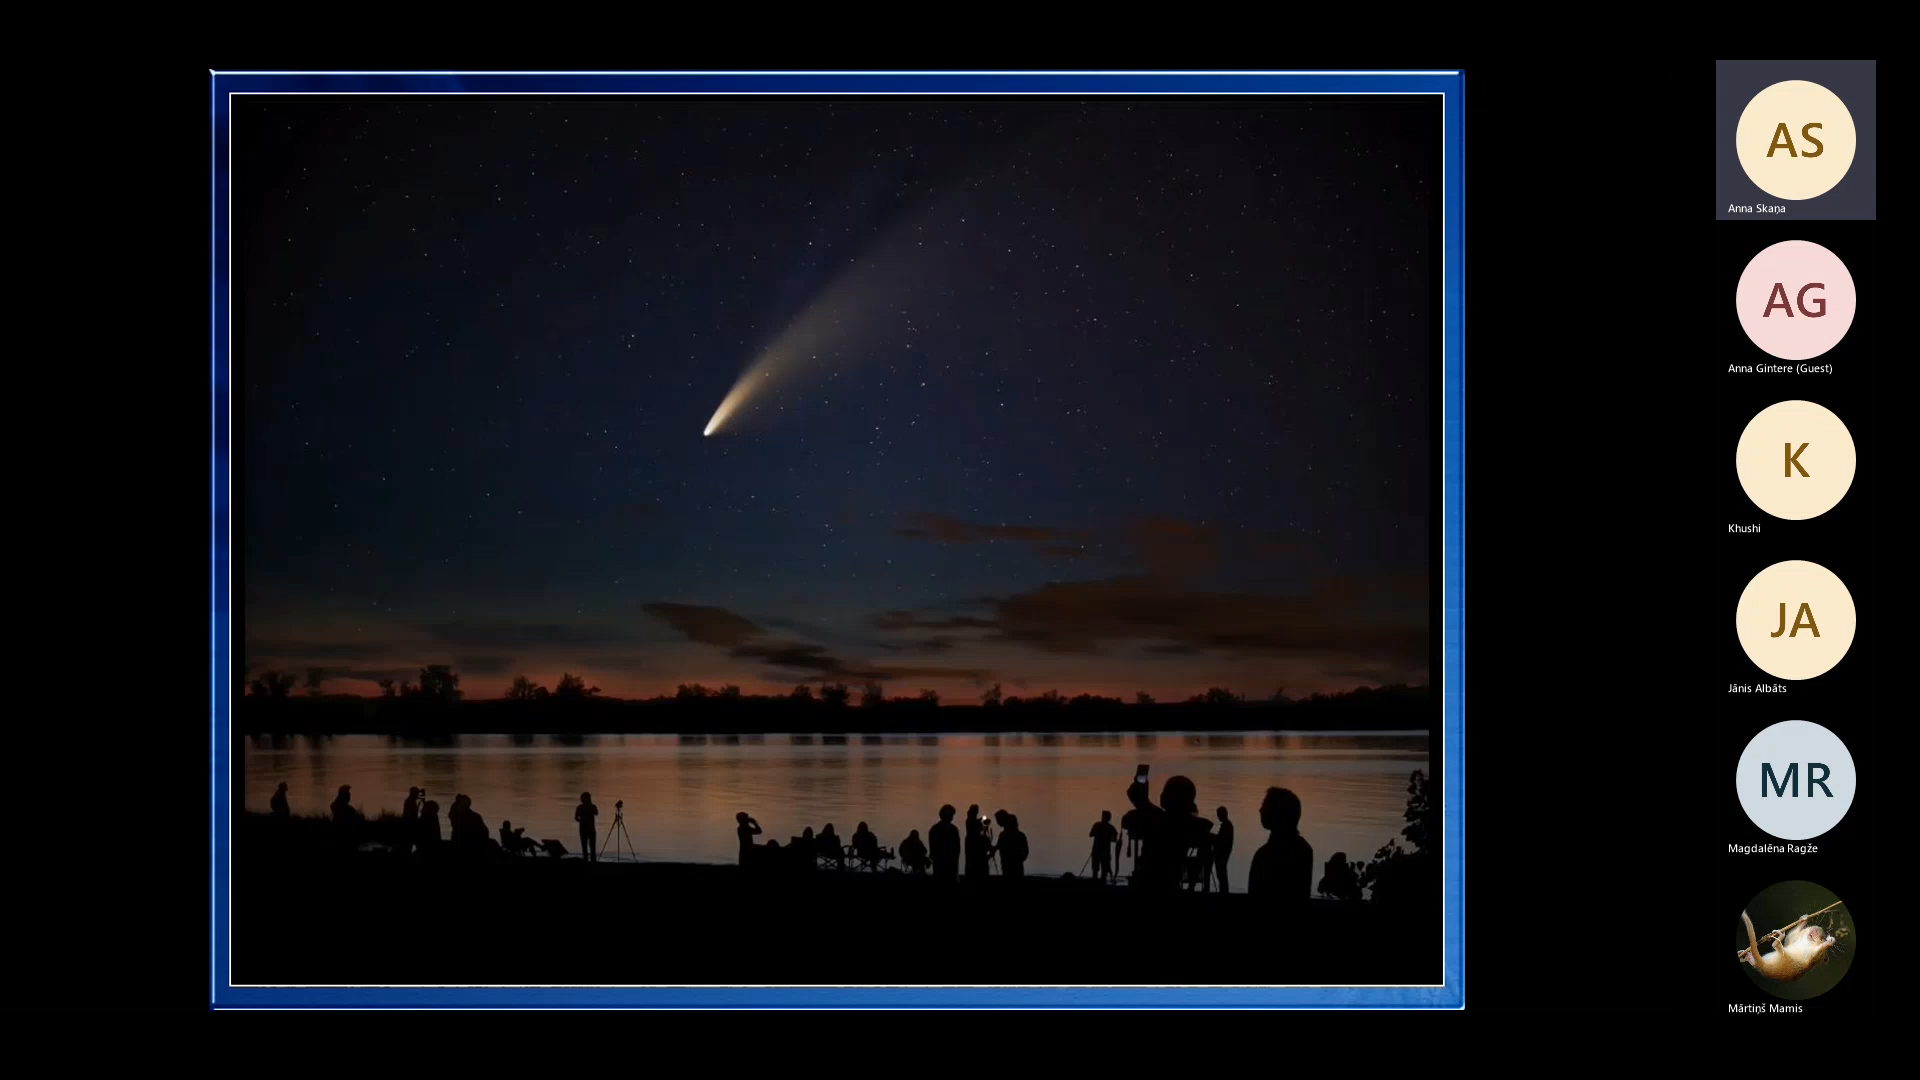 AS
Anna Skaņa
AG
Anna Gintere (Guest)
K
Khushi
JA
Jānis Albāts
MR
Magdalēna Ragže
Mārtiņš Mamis